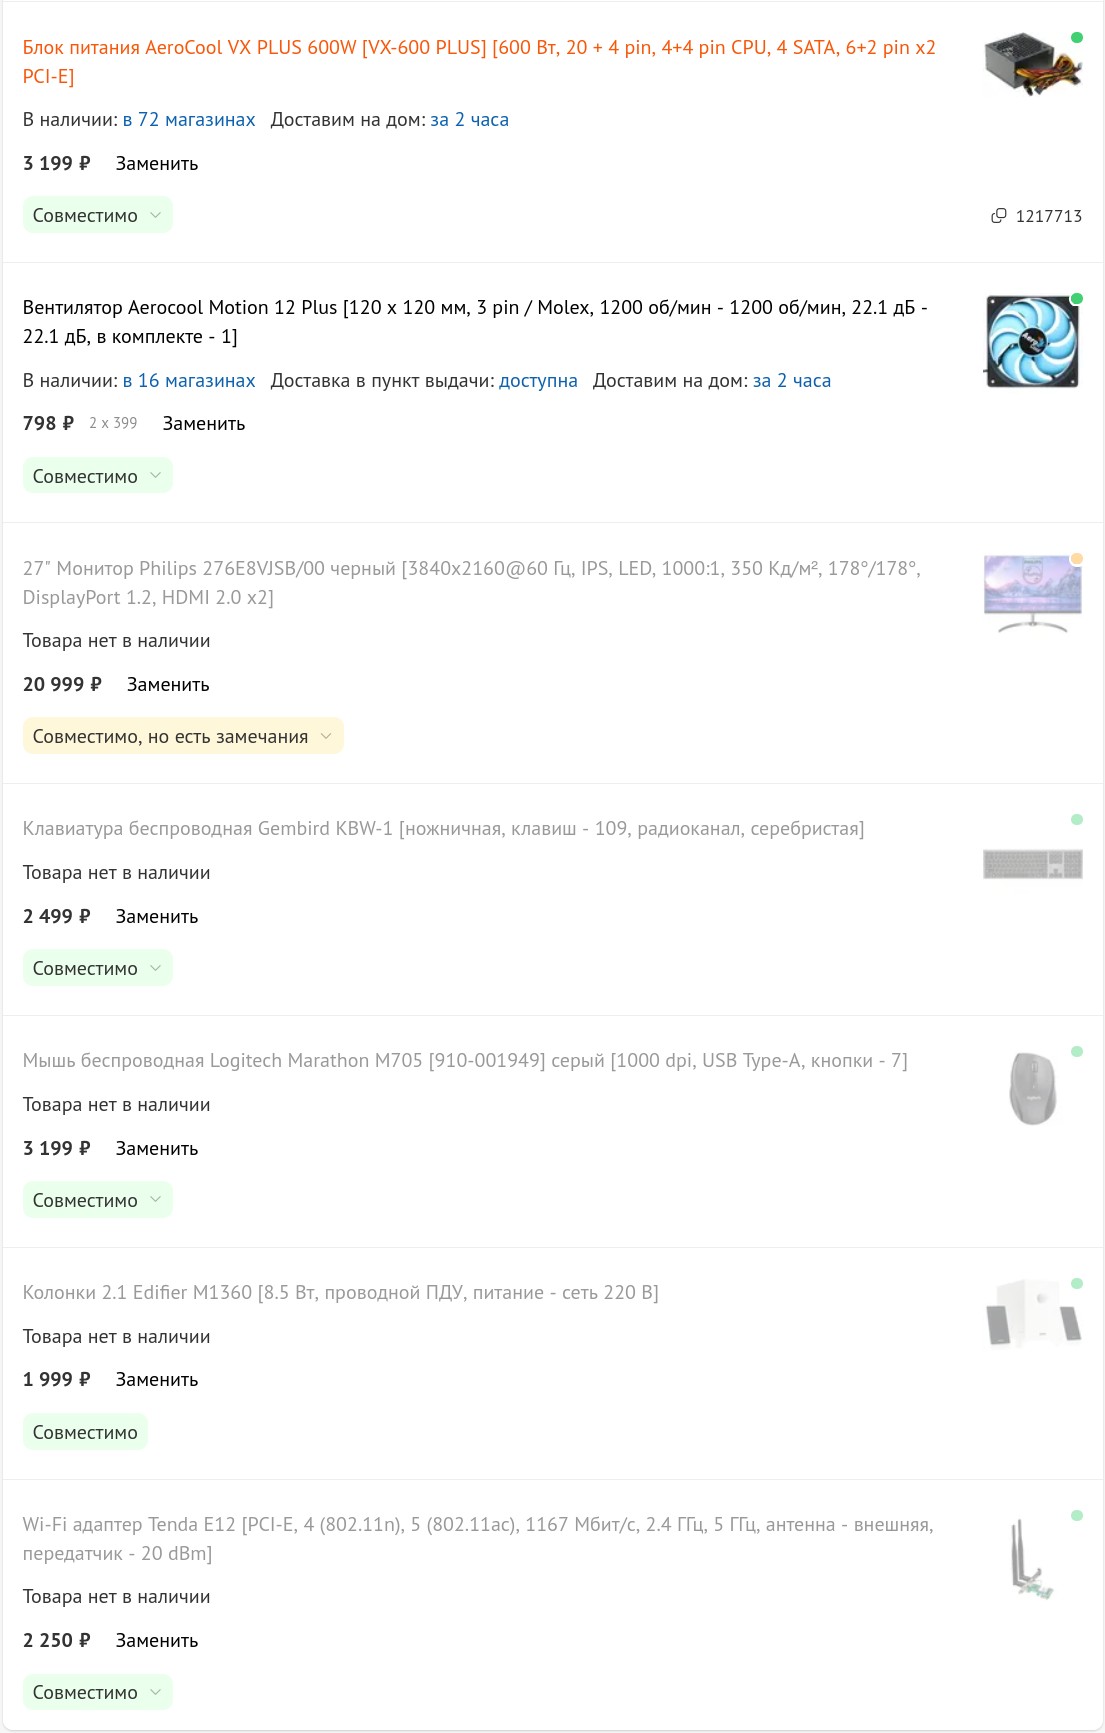 Блок питания AeroCool VX PLUS 600W [VX-600 PLUS] [600 Вт, 20 + 4 pin, 4+4 pin CPU, 4 SATA, 6+2 pin x2
PCI-E]
В наличии: в 72 магазинах Доставим на дом: за 2 часа
3 199 ₽ Заменить
Совместимо
1217713
Вентилятор Aerocool Motion 12 Plus [120 x 120 мм, 3 pin / Molex, 1200 об/мин - 1200 об/мин, 22.1 дБ -
22.1 дБ, в комплекте - 1]
В наличии: в 16 магазинах Доставка в пункт выдачи: доступна Доставим на дом: за 2 часа
798 ₽ 2 x 399 Заменить
Совместимо
27" Монитор Philips 276E8VJSB/00 черный [3840x2160@60 Гц, IPS, LED, 1000:1, 350 Кд/м², 178°/178°,
DisplayPort 1.2, HDMI 2.0 x2]
Товара нет в наличии
20 999 ₽ Заменить
Совместимо, но есть замечания
Клавиатура беспроводная Gembird KBW-1 [ножничная, клавиш - 109, радиоканал, серебристая]
Товара нет в наличии
2 499 ₽ Заменить
Совместимо
Мышь беспроводная Logitech Marathon M705 [910-001949] серый [1000 dpi, USB Type-A, кнопки - 7]
Товара нет в наличии
3 199 ₽ Заменить
Совместимо
Колонки 2.1 Edifier M1360 [8.5 Вт, проводной ПДУ, питание - сеть 220 В]
Товара нет в наличии
1 999 ₽ Заменить
Совместимо
Wi-Fi адаптер Tenda E12 [PCI-E, 4 (802.11n), 5 (802.11ac), 1167 Мбит/с, 2.4 ГГц, 5 ГГц, антенна - внешняя,
передатчик - 20 dBm]
Товара нет в наличии
2 250 ₽ Заменить
Совместимо